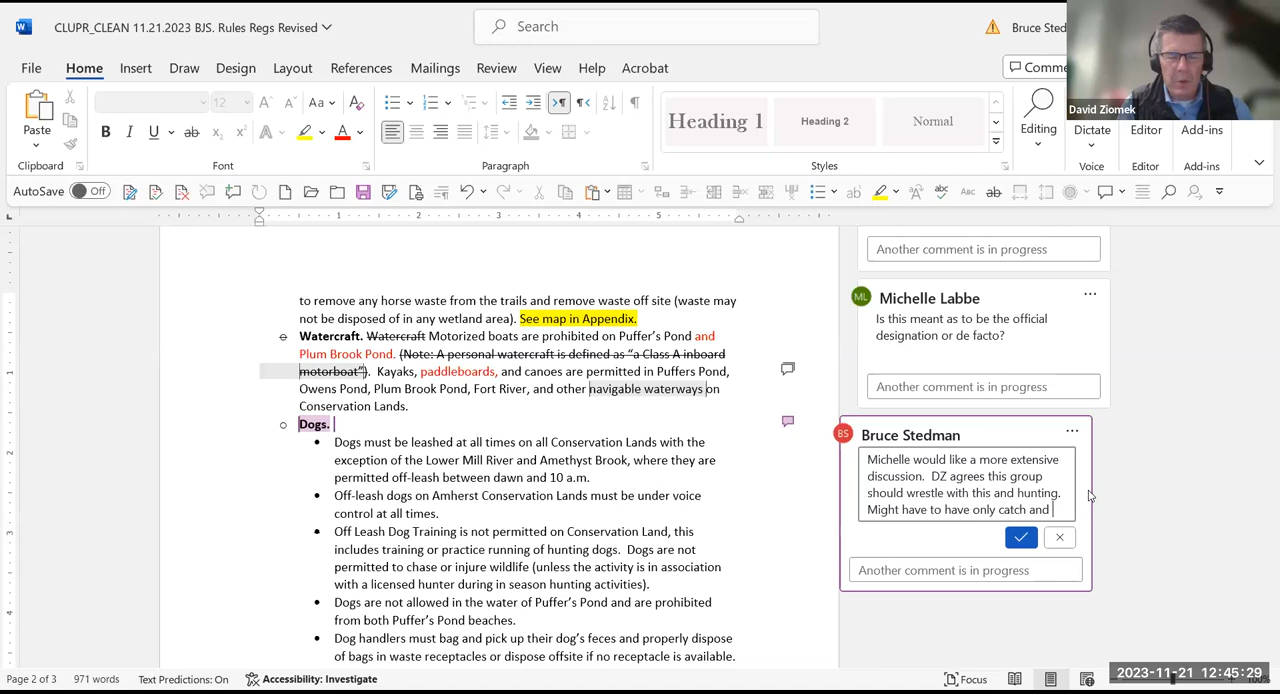 CLUPR_CLEAN 11.21.2023 BJS. Rules Regs Revised
Search
Bruce Sted
File Home Insert Draw Design Layout References Mailings Review View Help Acrobat
Comme
David Ziomek
12
Aa
Paste
Heading 1
Heading 2
Normal
Editing
Dictate
Editor
Add-ins
Clipboard
Font
Paragraph
Styles
Voice
Editor
Add-ins
AutoSave Off
1 2 3 4 5
Another comment is in progress
Michelle Labbe
Is this meant as to be the official
designation or de facto?
Another comment is in progress
Bruce Stedman
Michelle would like a more extensive
discussion. DZ agrees this group
should wrestle with this and hunting.
Might have to have only catch and
Another comment is in progress
to remove any horse waste from the trails and remove waste off site (waste may
not be disposed of in any wetland area). See map in Appendix.
Watercraft. Watercraft Motorized boats are prohibited on Puffer's Pond and
Plum Brook Pond. (Note: A personal watercraft is defined as "a Class A inboard
motorboat"). Kayaks, paddleboards, and canoes are permitted in Puffers Pond,
Owens Pond, Plum Brook Pond, Fort River, and other navigable waterways on
Conservation Lands.
Dogs.
Dogs must be leashed at all times on all Conservation Lands with the
exception of the Lower Mill River and Amethyst Brook, where they are
permitted off-leash between dawn and 10 a.m.
Off-leash dogs on Amherst Conservation Lands must be under voice
control at all times.
Off Leash Dog Training is not permitted on Conservation Land, this
includes training or practice running of hunting dogs. Dogs are not
permitted to chase or injure wildlife (unless the activity is in association
with a licensed hunter during in season hunting activities).
Dogs are not allowed in the water of Puffer's Pond and are prohibited
from both Puffer's Pond beaches.
Dog handlers must bag and pick up their dog's feces and properly dispose
of bags in waste receptacles or dispose offsite if no receptacle is available.
Page 2 of 3 971 words Text Predictions: On Accessibility: Investigate
Focus
2023-11-21 12:45:29